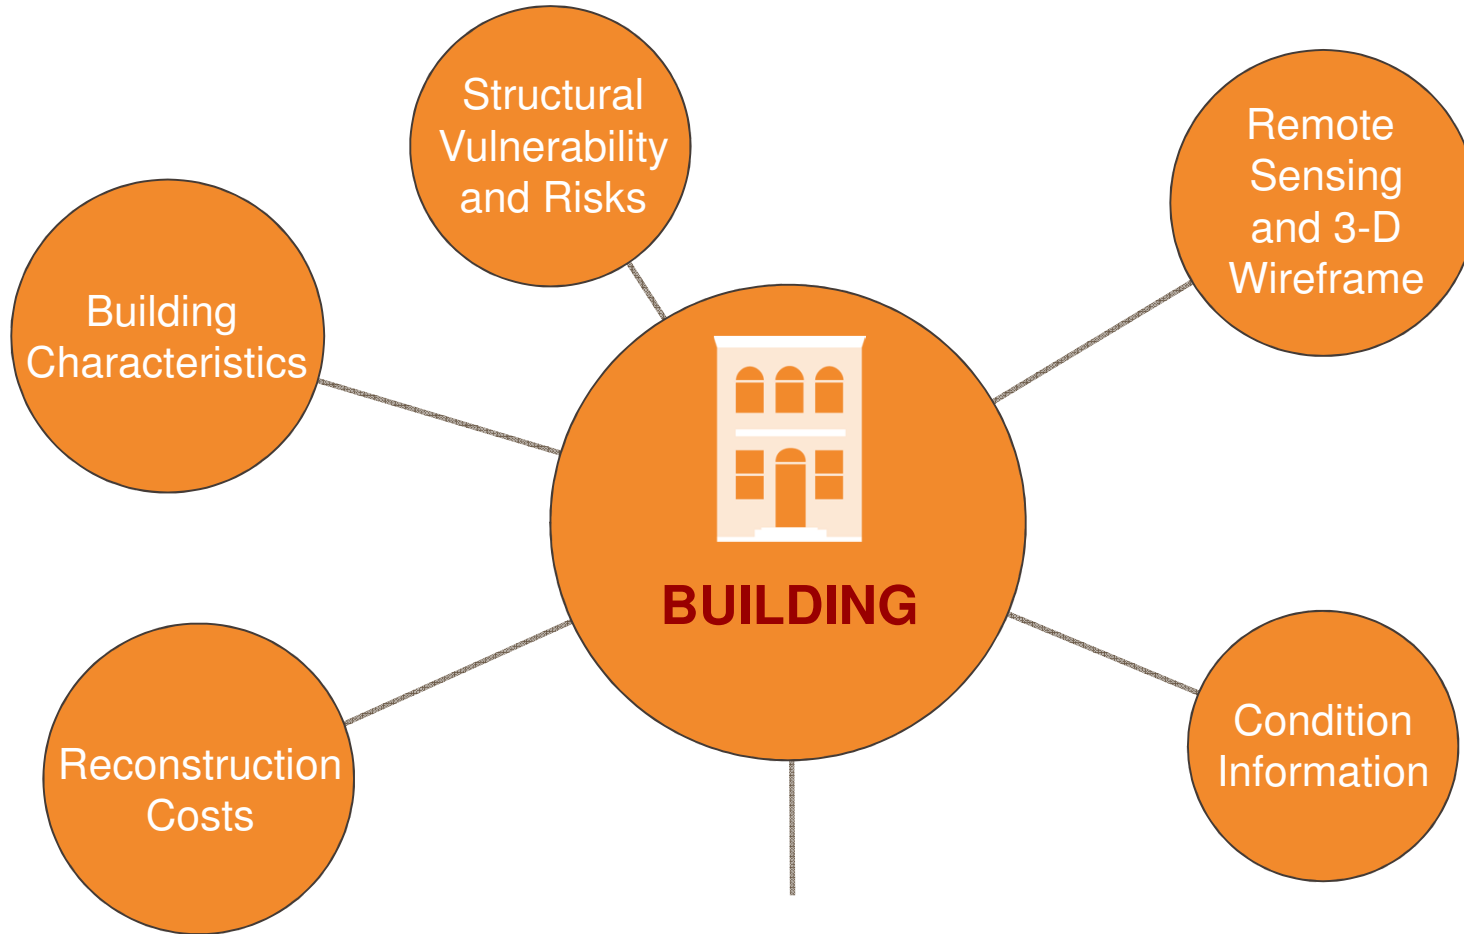 Structural
Vulnerability
and Risks
Remote
Sensing
and 3-D
Wireframe
Building
Characteristics
BUILDING
Reconstruction
Costs
Condition
Information